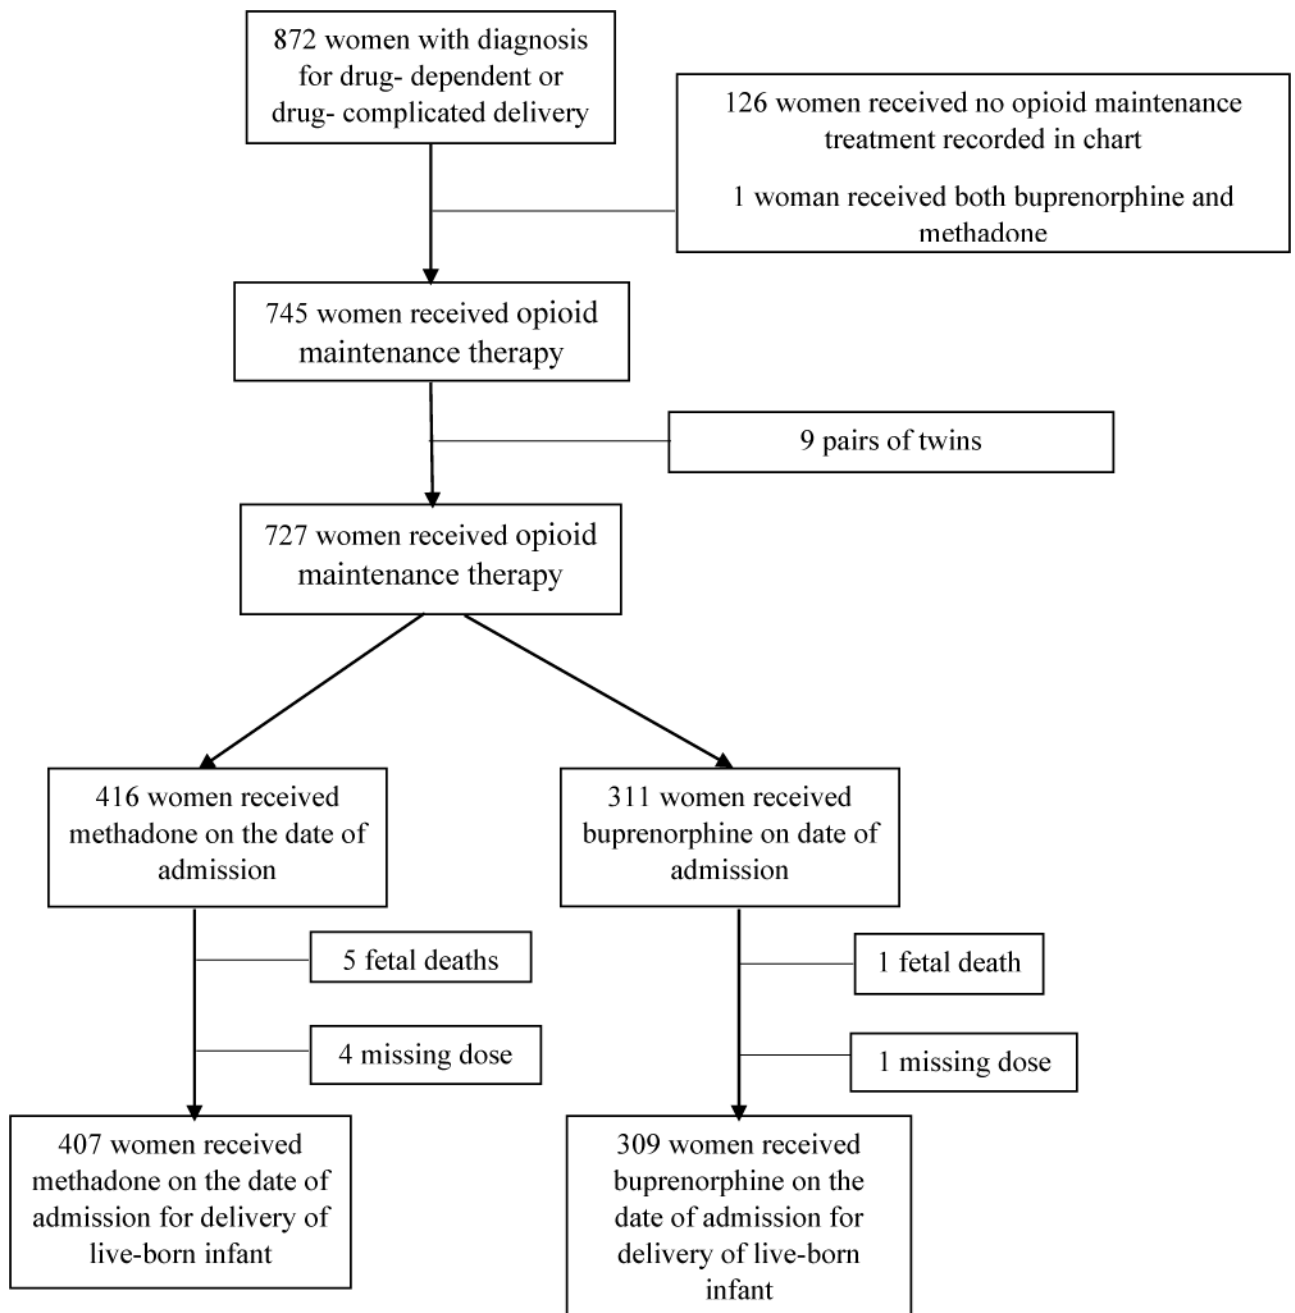 872 women with diagnosis
for drug- dependent or
drug- complicated delivery
126 women received no opioid maintenance
treatment recorded in chart
1 woman received both buprenorphine and
methadone
745 women received opioid
maintenance therapy
9 pairs of twins
727 women received opioid
maintenance therapy
416 women received
methadone on the date of
admission
311 women received
buprenorphine on date of
admission
5 fetal deaths
1 fetal death
4 missing dose
1 missing dose
407 women received
methadone on the date of
admission for delivery of
live-born infant
309 women received
buprenorphine on the
date of admission for
delivery of live-born
infant